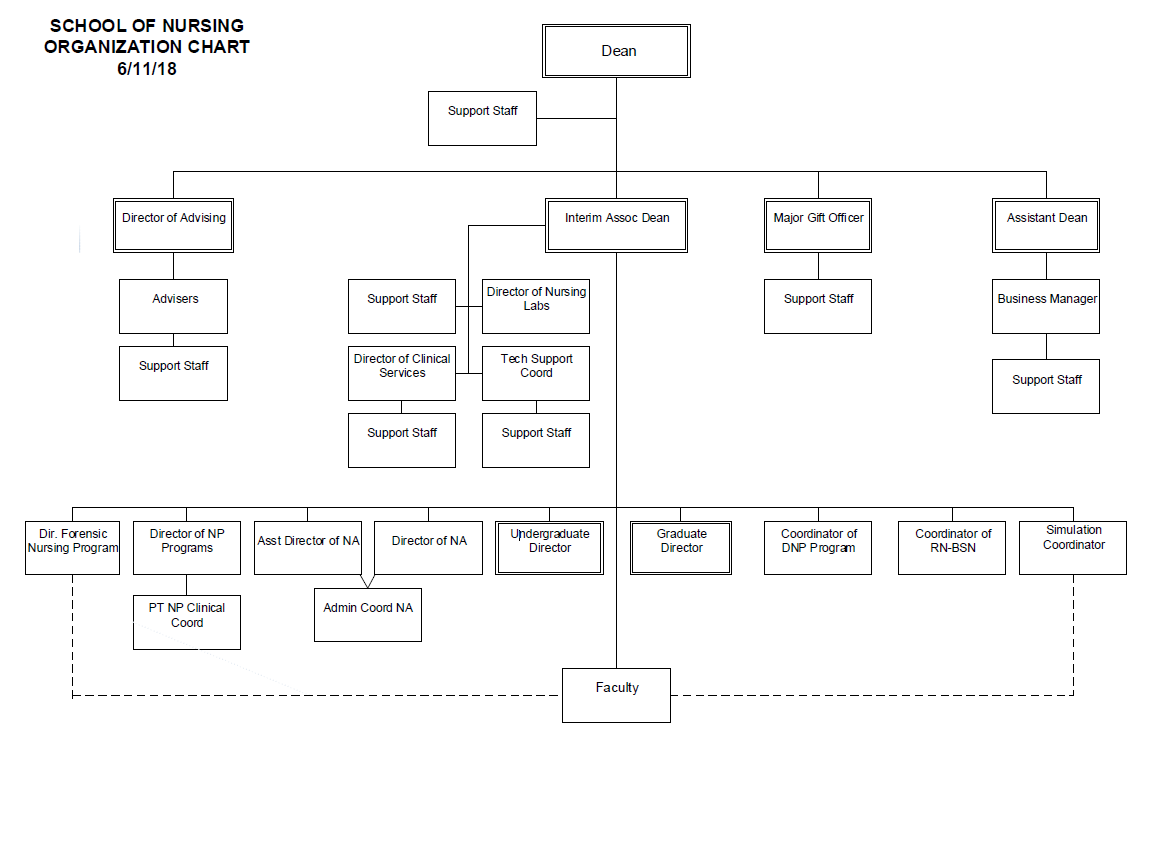 SCHOOL OF NURSING
ORGANIZATION CHART
6/11/18
Dean
Support Staff
Director of Advising
Interim Assoc Dean
Major Gift Officer
Assistant Dean
Advisers
Support Staff
Director of Nursing
Labs
Support Staff
Business Manager
Support Staff
Director of Clinical
Services
Tech Support
Coord
Support Staff
Support Staff
Support Staff
Dir. Forensic
Nursing Program
Director of NP
Programs
Asst Director of NA
Director of NA
Undergraduate
Director
Graduate
Director
Coordinator of
DNP Program
Coordinator of
RN-BSN
Simulation
Coordinator
PT NP Clinical
Coord
Admin Coord NA
Faculty